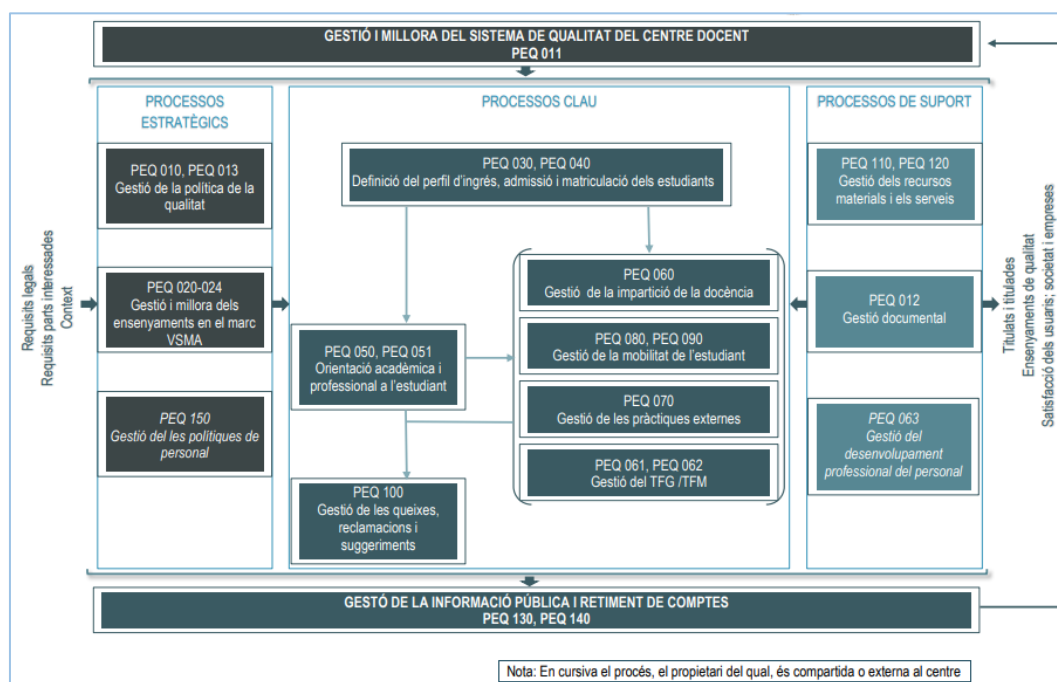 GESTIÓ I MILLORA DEL SISTEMA DE QUALITAT DEL CENTRE DOCENT
PEQ 011
PROCESSOS
ESTRATÈGICS
PEQ 010, PEQ 013
Gestió de la política de la
qualitat
PEQ 020-024
Gestió i millora dels
ensenyaments en el marc
VSMA
PEQ 150
Gestió del les polítiques de
personal
PROCESSOS CLAU
PEQ 030, PEQ 040
Definició del perfil d'ingrés, admissió i matriculació dels estudiants
PEQ 050, PEQ 051
Orientació acadèmica i
professional a l'estudiant
PEQ 060
Gestió de la impartició de la docència
PEQ 080, PEQ 090
Gestió de la mobilitat de l'estudiant
PEQ 070
Gestió de les pràctiques externes
PEQ 061, PEQ 062
Gestió del TFG /TFM
PEQ 100
Gestió de les queixes,
reclamacions i
suggeriments
PROCESSOS DE SUPORT
PEQ 110, PEQ 120
Gestió dels recursos
materials i els serveis
PEQ 012
Gestió documental
PEQ 063
Gestió del
desenvolupament
professional del personal
Requisits legals
Requisits parts interessades
Context
Titulats i titulades
Ensenyaments de qualitat
Satisfacció dels usuaris; societat i empreses
GESTÓ DE LA INFORMACIÓ PÚBLICA I RETIMENT DE COMPTES
PEQ 130, PEQ 140
Nota: En cursiva el procés, el propietari del qual, és compartida o externa al centre